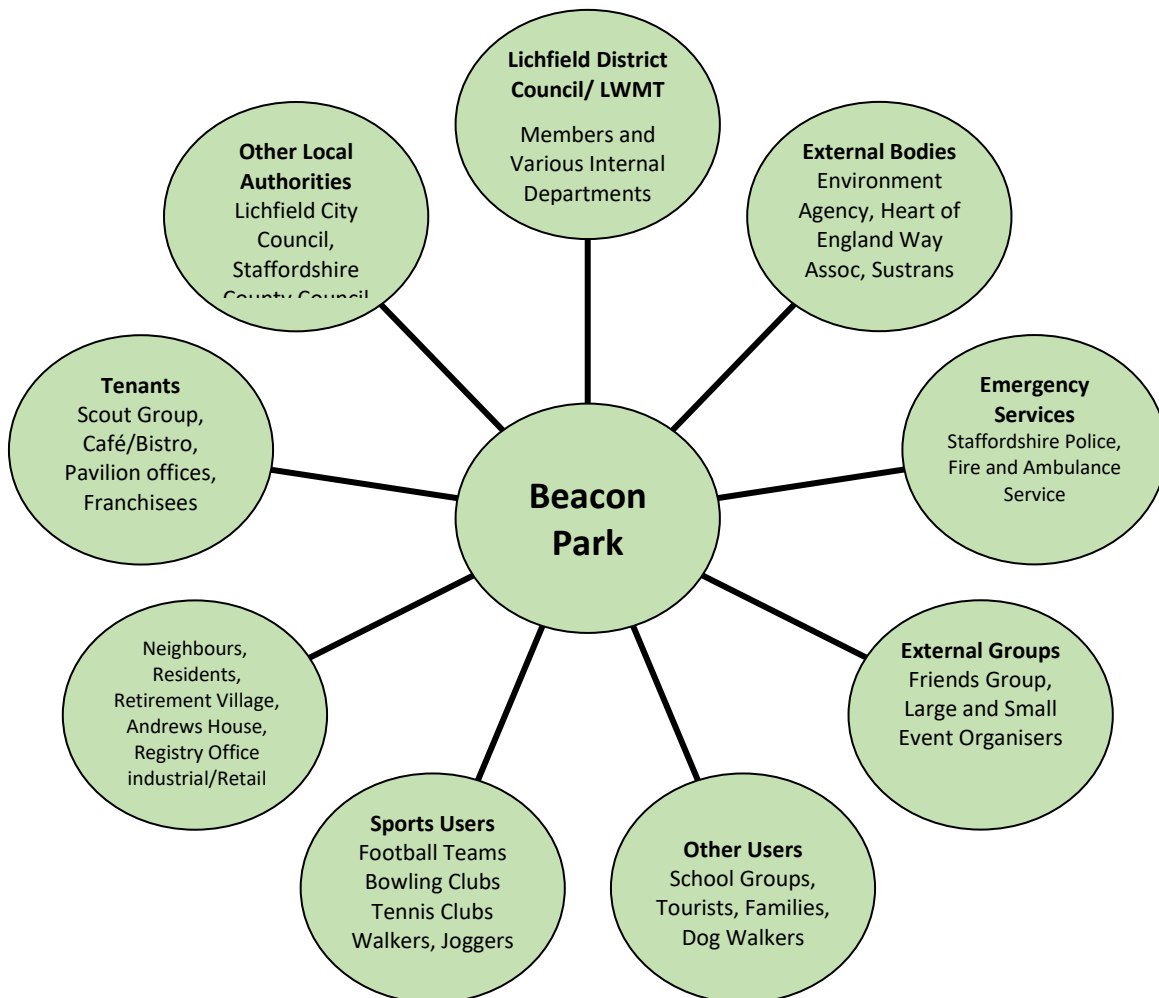 Lichfield District
Council/ LWMT
Members and
Various Internal
Departments
External Bodies
Environment
Agency, Heart of
England Way
Assoc, Sustrans
Emergency
Services
Staffordshire Police,
Fire and Ambulance
Service
External Groups
Friends Group,
Large and Small
Event Organisers
Other Users
School Groups,
Tourists, Families,
Dog Walkers
Sports Users
Football Teams
Bowling Clubs
Tennis Clubs
Walkers, Joggers
Neighbours,
Residents,
Retirement Village,
Andrews House,
Registry Office
industrial/Retail
Tenants
Scout Group,
Café/Bistro,
Pavilion offices,
Franchisees
Other Local
Authorities
Lichfield City
Council,
Staffordshire
County Council
Beacon
Park